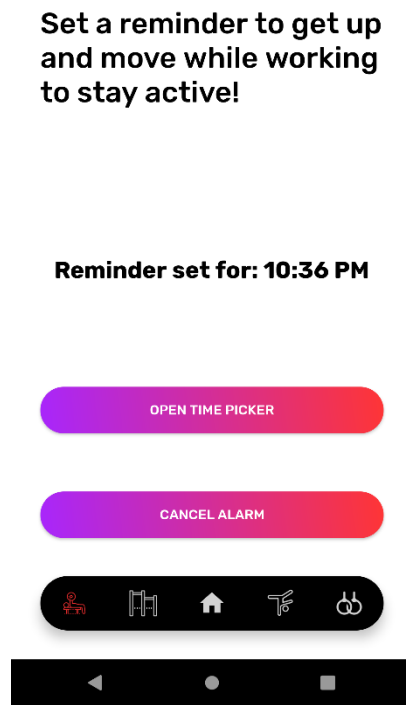 Set a reminder to get up
and move while working
to stay active!
Reminder set for: 10:36 PM
OPEN TIME PICKER
CANCEL ALARM